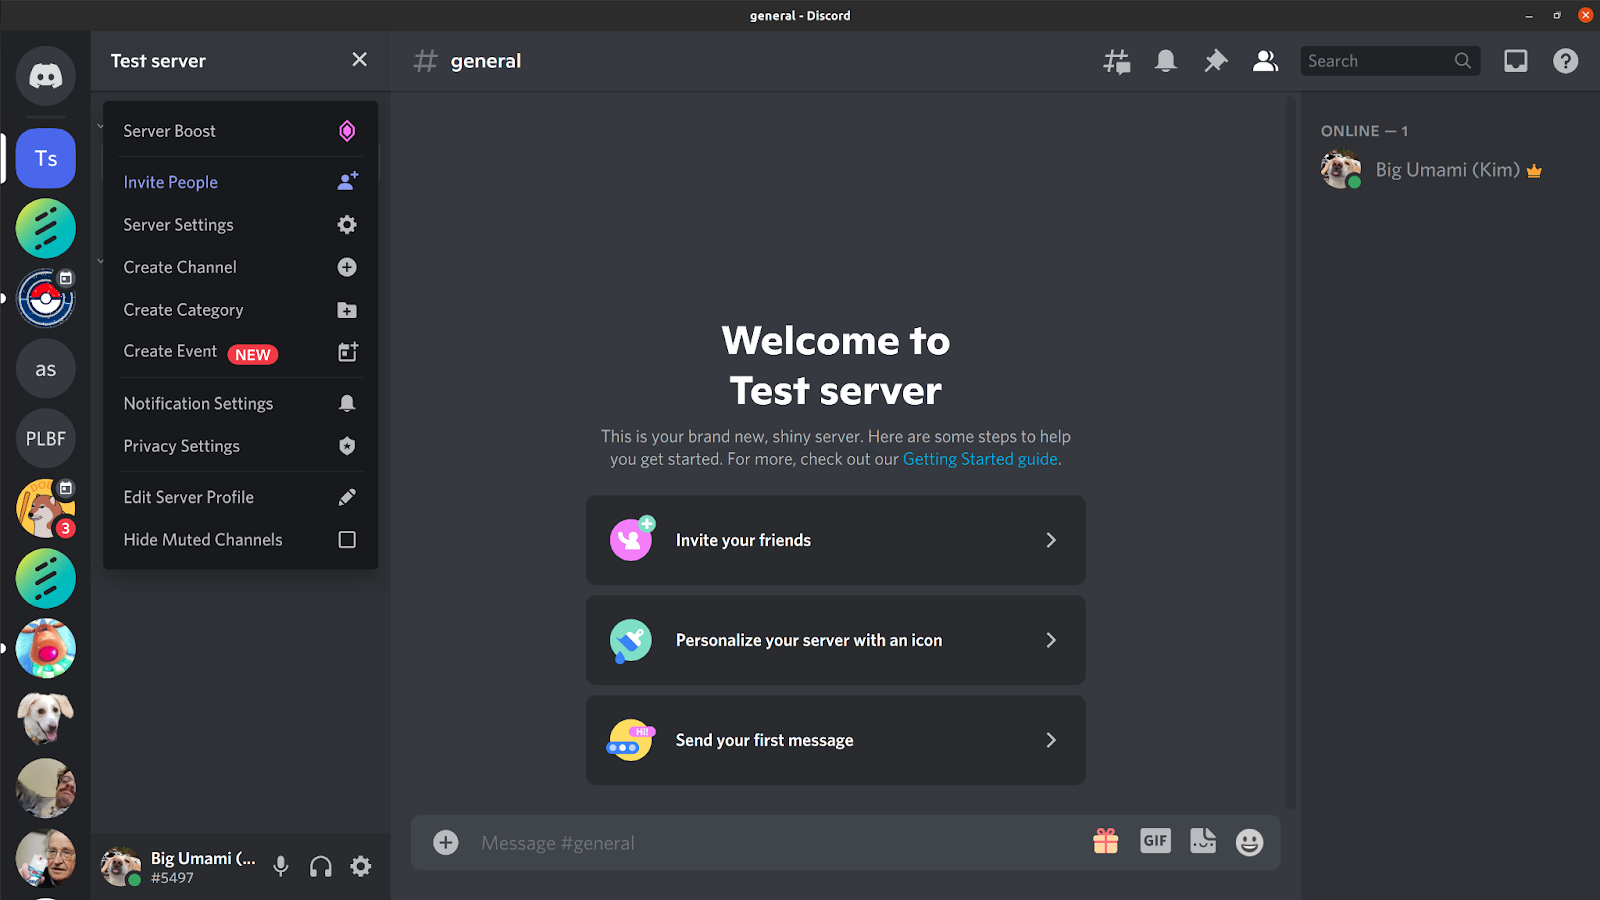 general - Discord
Test server
general
Search
Ts
as
PLBF
3
Server Boost
Invite People
Server Settings
Create Channel
Create Category
Create Event NEW
Notification Settings
Privacy Settings
Edit Server Profile
Hide Muted Channels
Welcome to
Test server
This is your brand new, shiny server. Here are some steps to help
you get started. For more, check out our Getting Started guide.
Invite your friends
Personalize your server with an icon
Hi!
Send your first message
Message #general
GIF
ONLINE — 1
Big Umami (Kim)
Big Umami (...
#5497